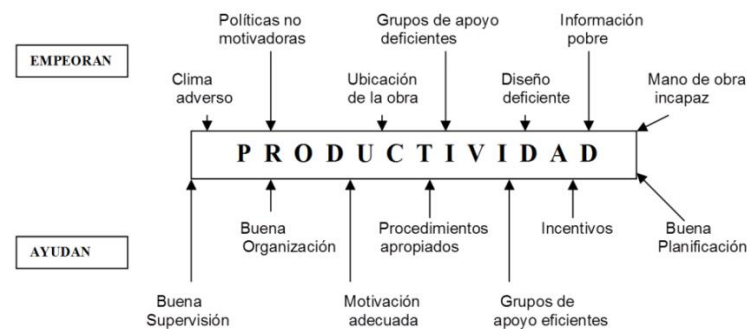 Políticas no
motivadoras
Grupos de apoyo
deficientes
Información
pobre
EMPEORAN
Clima
adverso
Ubicación
de la obra
Diseño
deficiente
Mano de obra
incapaz
P R O D U C T I V I D A D
AYUDAN
Buena
Organización
Procedimientos
apropiados
Incentivos
Buena
Planificación
Buena
Supervisión
Motivación
adecuada
Grupos de
apoyo eficientes